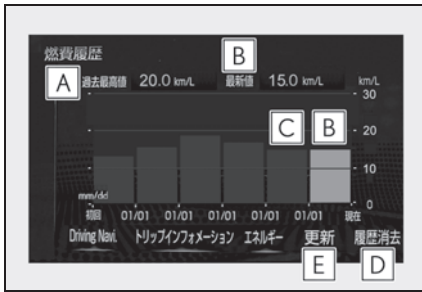 燃費履歴
B
A
過去最高値 20.0 km/L 最新値 15.0 km/L km/L
30
C B
20
10
mm/dd
0
初回 01/01 01/01 01/01 01/01 01/01 現在
Driving Navi. トリップインフォメーション エネルギー 更新 履歴消去
E D